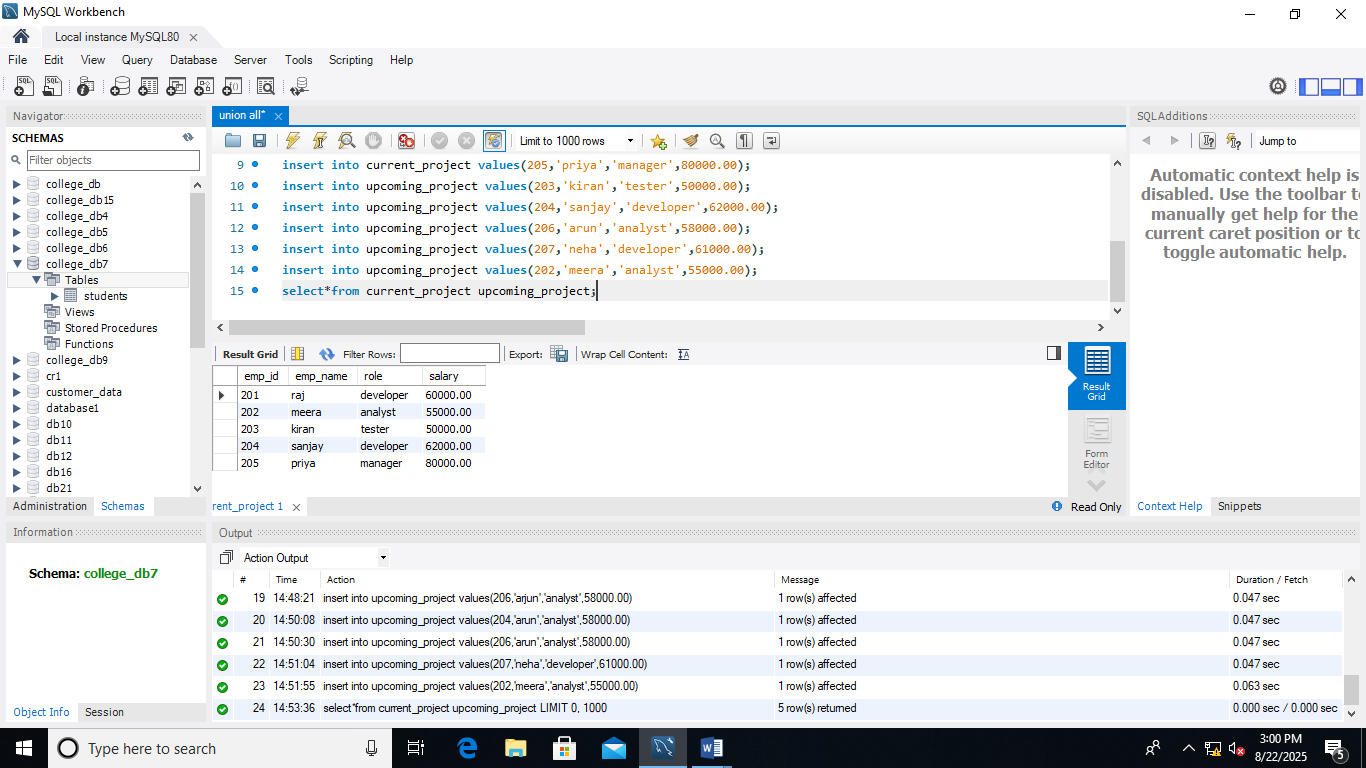 MySQL Workbench
Local instance MySQL80
File Edit View Query Database Server Tools Scripting Help
Navigator
SCHEMAS
Filter objects
college_db
college_db15
college_db4
college_db5
college_db6
college_db7
Tables
students
Views
Stored Procedures
Functions
college_db9
cr1
customer_data
database1
db10
db11
db12
db16
db21
Administration Schemas
Information
Schema: college_db7
Object Info Session
union all*
Limit to 1000 rows
9 insert into current_project values(205,'priya','manager',80000.00);
10 insert into upcoming_project values(203,'kiran','tester',50000.00);
11 insert into upcoming_project values(204,'sanjay','developer',62000.00);
12 insert into upcoming_project values(206,'arun','analyst',58000.00);
13 insert into upcoming_project values(207,'neha','developer',61000.00);
14 insert into upcoming_project values(202,'meera','analyst',55000.00);
15 select*from current_project upcoming_project;
Result Grid Filter Rows: Export: Wrap Cell Content:
emp_id emp_name role salary
201 raj developer 60000.00
202 meera analyst 55000.00
203 kiran tester 50000.00
204 sanjay developer 62000.00
205 priya manager 80000.00
Result
Grid
Form
Editor
rent_project 1
Read Only
SQLAdditions
Jump to
Automatic context help is
disabled. Use the toolbar to
manually get help for the
current caret position or to
toggle automatic help.
Context Help Snippets
Output
Action Output
# Time Action Message Duration / Fetch
19 14:48:21 insert into upcoming_project values(206,'arjun','analyst',58000.00) 1 row(s) affected 0.047 sec
20 14:50:08 insert into upcoming_project values(204,'arun','analyst',58000.00) 1 row(s) affected 0.047 sec
21 14:50:30 insert into upcoming_project values(206,'arun','analyst',58000.00) 1 row(s) affected 0.047 sec
22 14:51:04 insert into upcoming_project values(207,'neha','developer',61000.00) 1 row(s) affected 0.047 sec
23 14:51:55 insert into upcoming_project values(202,'meera','analyst',55000.00) 1 row(s) affected 0.063 sec
24 14:53:36 select*from current_project upcoming_project LIMIT 0, 1000 5 row(s) returned 0.000 sec / 0.000 sec
Type here to search
3:00 PM
8/22/2025
5